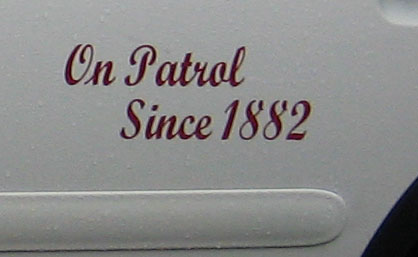 On Patrol
Since 1882